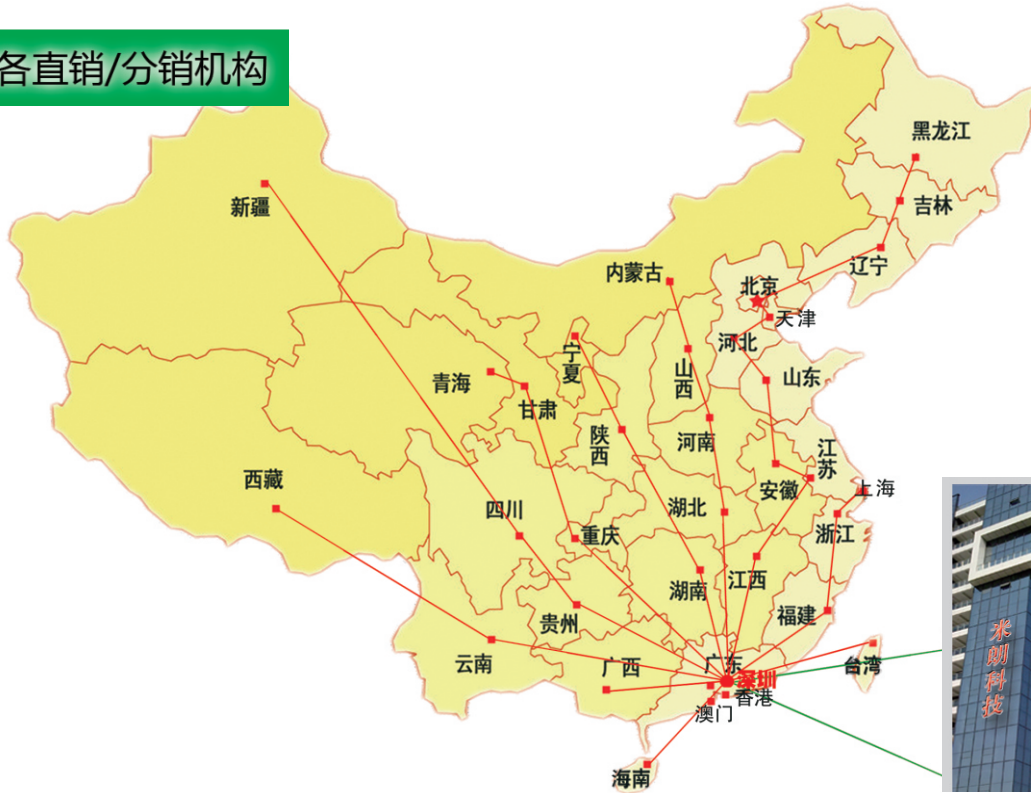 各直销/分销机构
黑龙江
吉林
辽宁
新疆
内蒙古
北京
天津
河北
宁夏
山西
山东
青海
甘肃
陕西
河南
江苏
西藏
安徽
上海
四川
湖北
重庆
浙江
湖南
江西
贵州
福建
云南
广西
广东
台湾
深圳
香港
澳门
海南
米朗科技